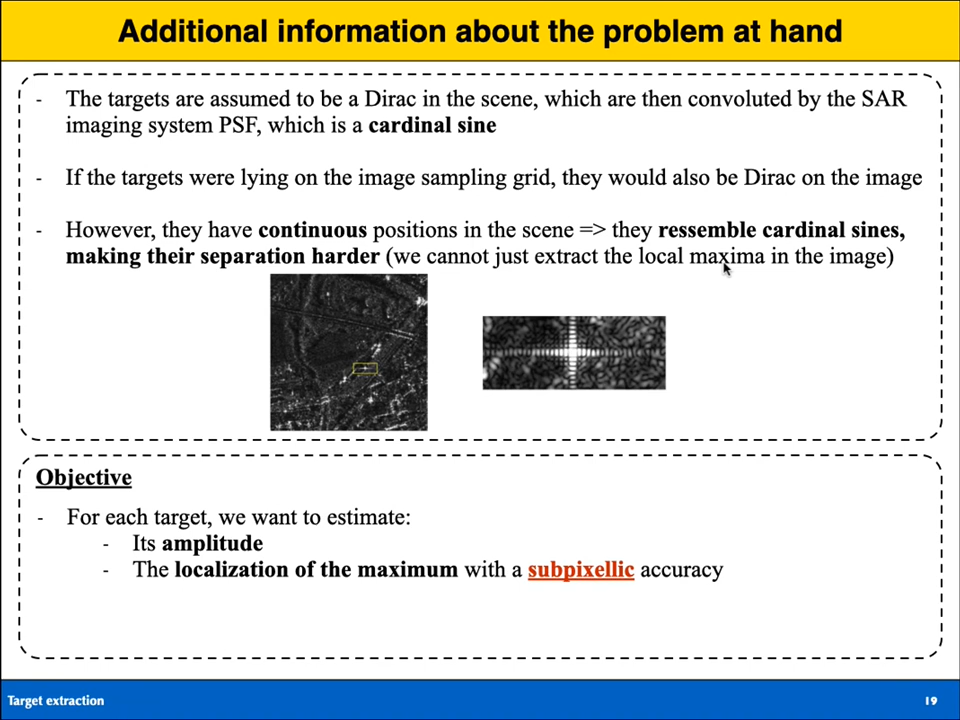 Additional information about the problem at hand
- The targets are assumed to be a Dirac in the scene, which are then convoluted by the SAR
imaging system PSF, which is a cardinal sine
- If the targets were lying on the image sampling grid, they would also be Dirac on the image
- However, they have continuous positions in the scene => they ressemble cardinal sines,
making their separation harder (we cannot just extract the local maxima in the image)
Objective
- For each target, we want to estimate:
- Its amplitude
- The localization of the maximum with a subpixellic accuracy
Target extraction
19